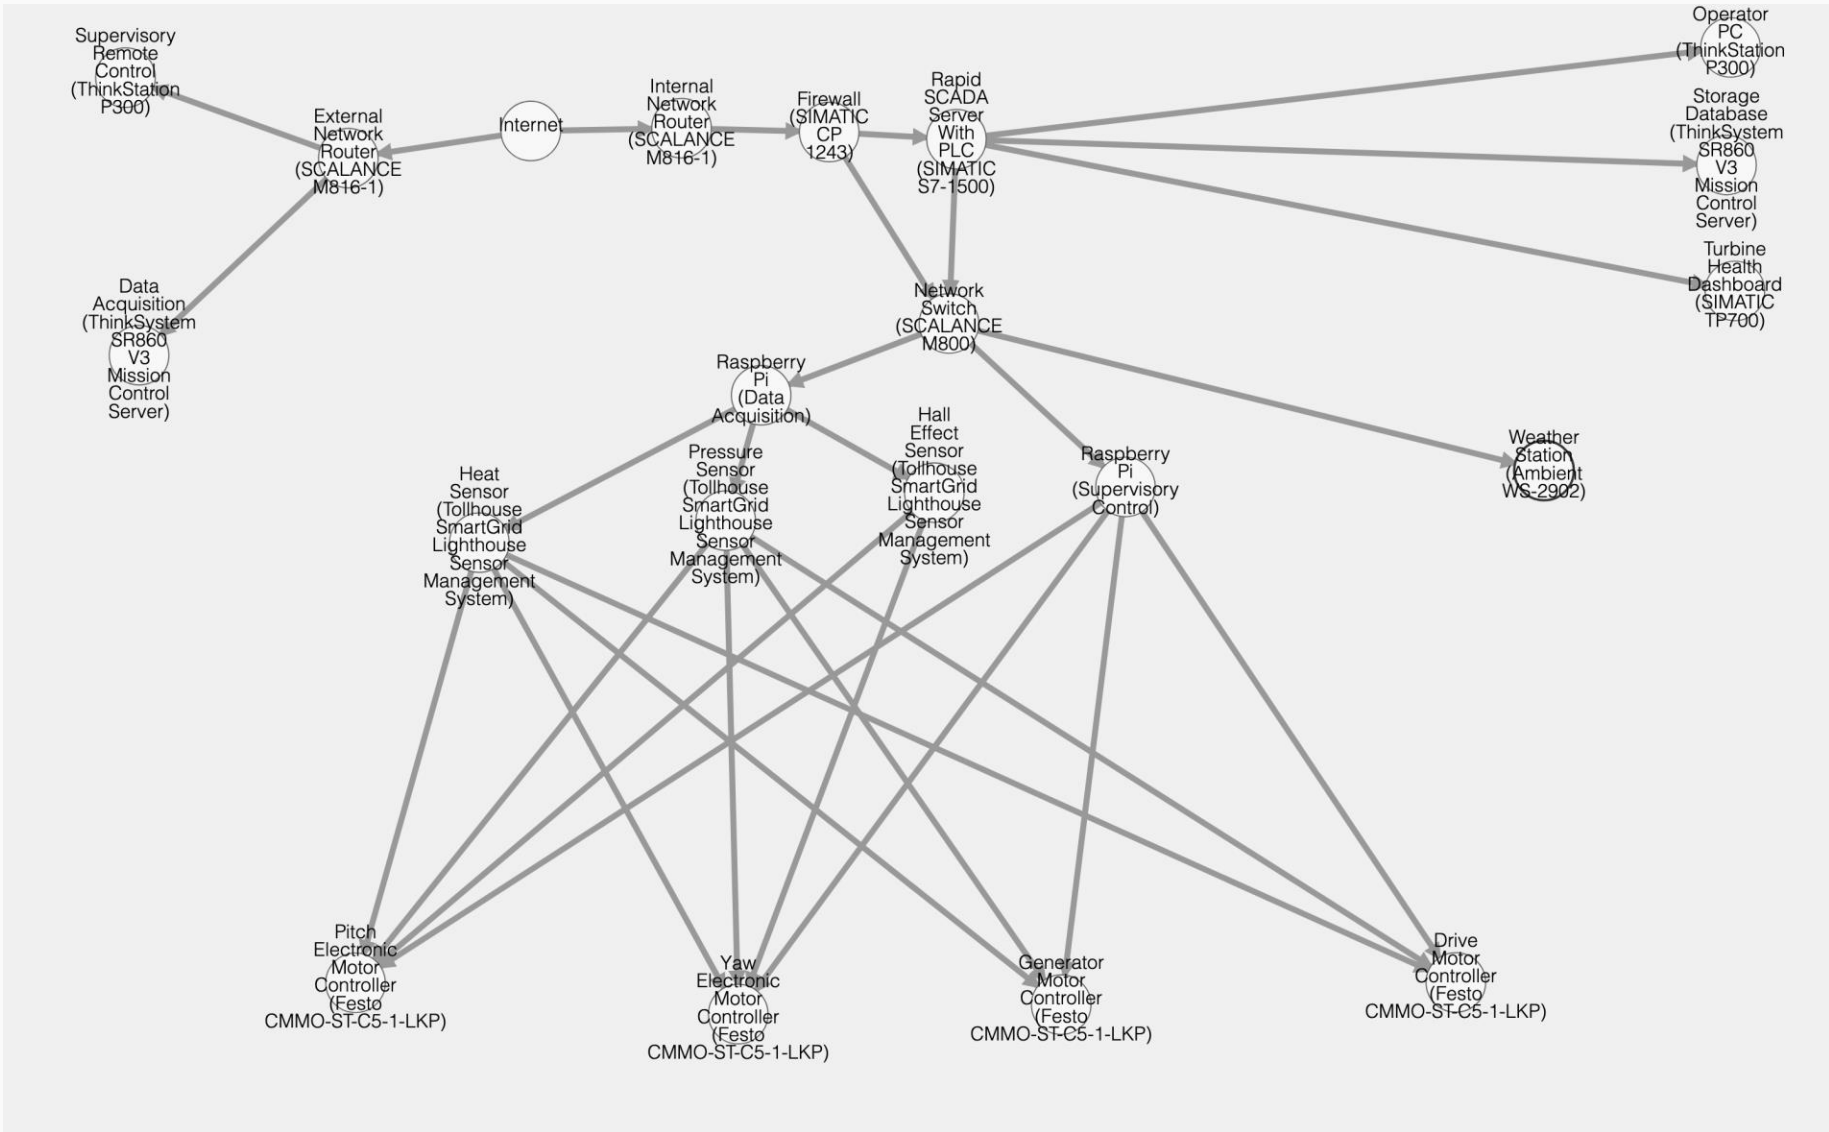 Supervisory
Remote
Control
(ThinkStation
P300)
External
Network
Router
(SCALANCE
M816-1)
Internet
Internal
Network
Router
(SCALANCE
M816-1)
Firewall
(SIMATIC
CP
1243)
Rapid
SCADA
Server
With
PLC
(SIMATIC
S7-1500)
Operator
PC
(ThinkStation
P300)
Storage
Database
(ThinkSystem
SR860
V3
Mission
Control
Server)
Turbine
Health
Dashboard
(SIMATIC
TP700)
Data
Acquisition
(ThinkSystem
SR860
V3
Mission
Control
Server)
Network
Switch
(SCALANCE
M800)
Raspberry
Pi
(Data
Acquisition)
Heat
Sensor
(Tollhouse
SmartGrid
Lighthouse
Sensor
Management
System)
Pressure
Sensor
(Tollhouse
SmartGrid
Lighthouse
Sensor
Management
System)
Hall
Effect
Sensor
(Tollhouse
SmartGrid
Lighthouse
Sensor
Management
System)
Raspberry
Pi
(Supervisory
Control)
Weather
Station
(Ambient
WS-2902)
Pitch
Electronic
Motor
Controller
(Festo
CMMO-ST-C5-1-LKP)
Yaw
Electronic
Motor
Controller
(Festo
CMMO-ST-C5-1-LKP)
Generator
Motor
Controller
(Festo
CMMO-ST-C5-1-LKP)
Drive
Motor
Controller
(Festo
CMMO-ST-C5-1-LKP)